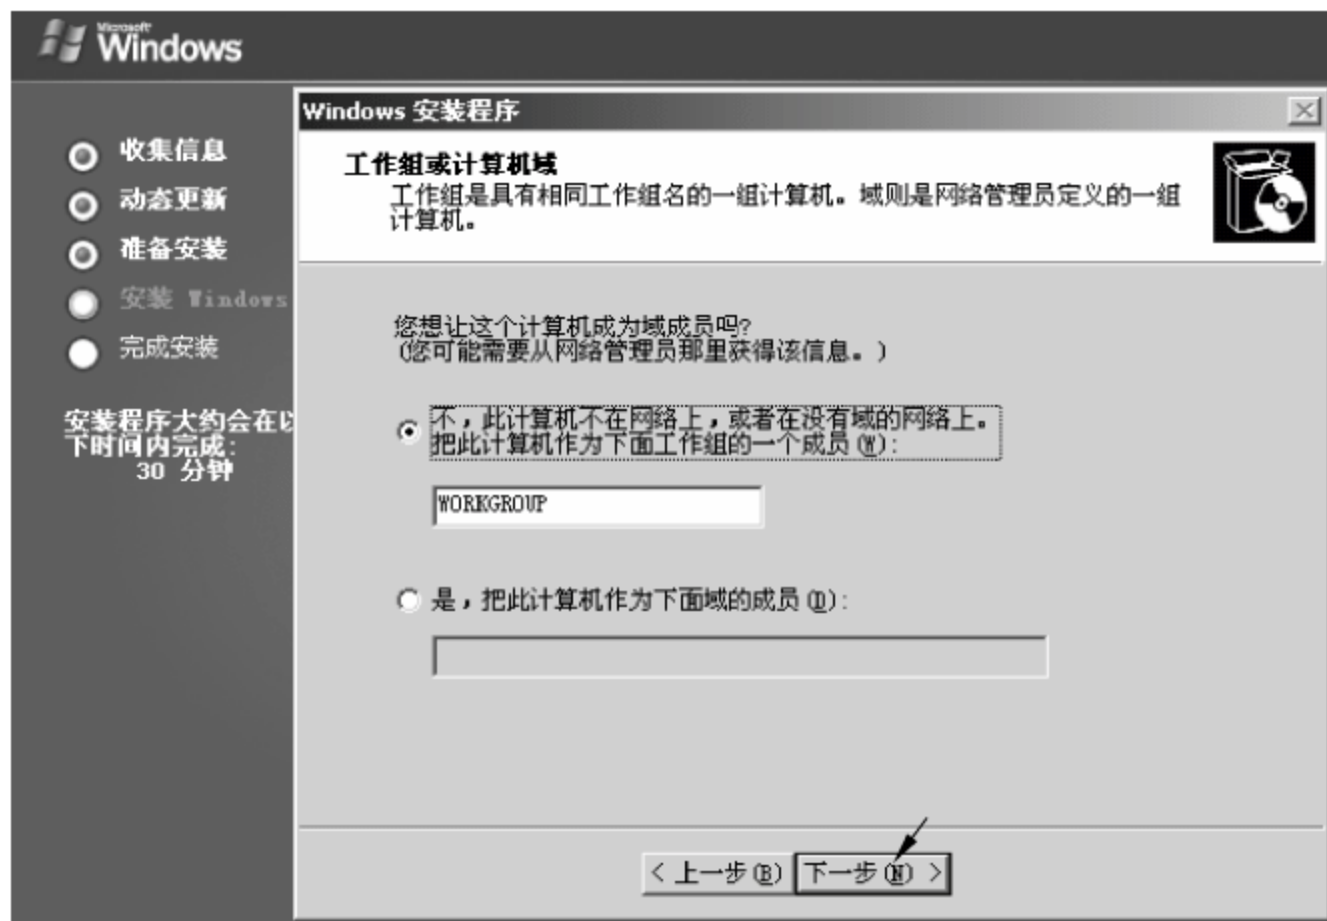 Microsoft
Windows
收集信息
动态更新
准备安装
安装 Windows
完成安装
安装程序大约会在以
下时间内完成:
30 分钟
Windows 安装程序
工作组或计算机域
工作组是具有相同工作组名的一组计算机。域则是网络管理员定义的一组
计算机。
您想让这个计算机成为域成员吗?
(您可能需要从网络管理员那里获得该信息。)
不，此计算机不在网络上，或者在没有域的网络上。
把此计算机作为下面工作组的一个成员(W):
WORKGROUP
是，把此计算机作为下面域的成员(D):
< 上一步(B)
下一步(N) >